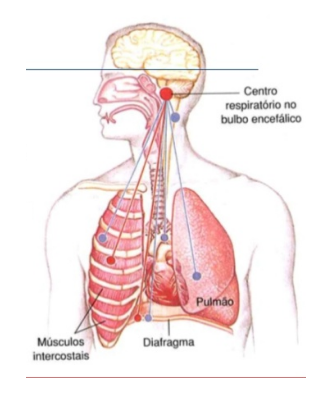 Centro
respiratório no
bulbo encefálico
Pulmão
Músculos
intercostais
Diafragma